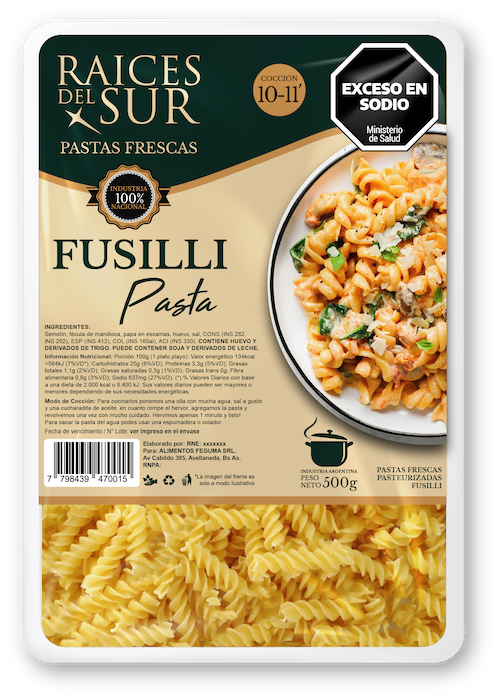 RAICES
DEL SUR
PASTAS FRESCAS
COCCIÓN
10-11'
EXCESO EN
SODIO
Ministerio
de Salud
INDUSTRIA
100%
NACIONAL
FUSILLI
Pasta
INGREDIENTES:
Semolin, fécula de mandioca, papa en escamas, huevo, sal, CONS (INS 282,
INS 202), ESP (INS 412), COL (INS 160ai), ACI (INS 330). CONTIENE HUEVO Y
DERIVADOS DE TRIGO. PUEDE CONTENER SOJA Y DERIVADOS DE LECHE.
Información Nutricional: Porción 100g (1 plato playo). Valor energético 134kcal
=564kJ (7%VD*). Carbohidratos 24g (8%VD); Proteínas 3,3g (5%VD); Grasas
totales 1,1g (2%VD); Grasas saturadas 0,3g (1%VD); Grasas trans 0g; Fibra
alimentaria 0,8g (3%VD); Sodio 637mg (27%VD). (*) % Valores Diarios con base
a una dieta de 2.000 kcal u 8.400 kJ. Sus valores diarios pueden ser mayores o
menores dependiendo de sus necesidades energéticas.
Modo de Cocción: Para cocinarlos ponemos una olla con mucha agua, sal a gusto
y una cucharadita de aceite, en cuanto rompe el hervor, agregamos la pasta y
revolvemos una vez con mucho cuidado. Hervimos apenas 1 minuto y listo!
Para sacar la pasta del agua podes usar una espumadera o colador.
Fecha de vencimiento / N° Lote: ver impreso en el envase
Elaborado por: RNE: xxxxxxx
Para: ALIMENTOS FEGUMA SRL.
Av Cabildo 385, Avellaneda, Bs As.
RNPA:
7 798439 470015
*La imagen del frente es
solo a modo ilustrativo
INDUSTRIA ARGENTINA
PESO
NETO 500g
PASTAS FRESCAS
PASTEURIZADAS
FUSILLI